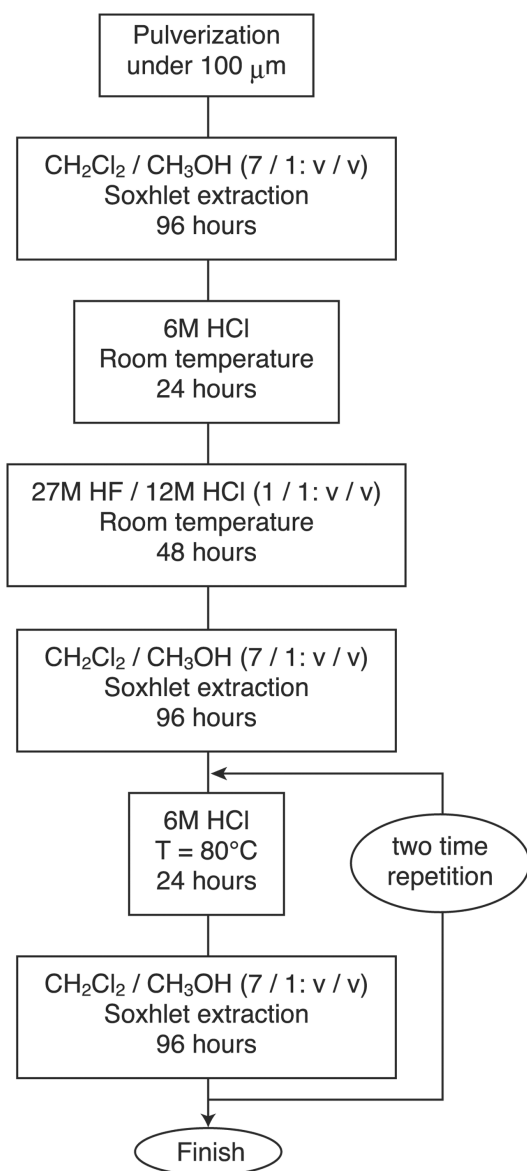 Pulverization
under 100 μm
CH₂Cl₂ / CH₃OH (7 / 1: v / v)
Soxhlet extraction
96 hours
6M HCl
Room temperature
24 hours
27M HF / 12M HCl (1 / 1: v / v)
Room temperature
48 hours
CH₂Cl₂ / CH₃OH (7 / 1: v / v)
Soxhlet extraction
96 hours
6M HCl
T = 80°C
24 hours
two time
repetition
CH₂Cl₂ / CH₃OH (7 / 1: v / v)
Soxhlet extraction
96 hours
Finish